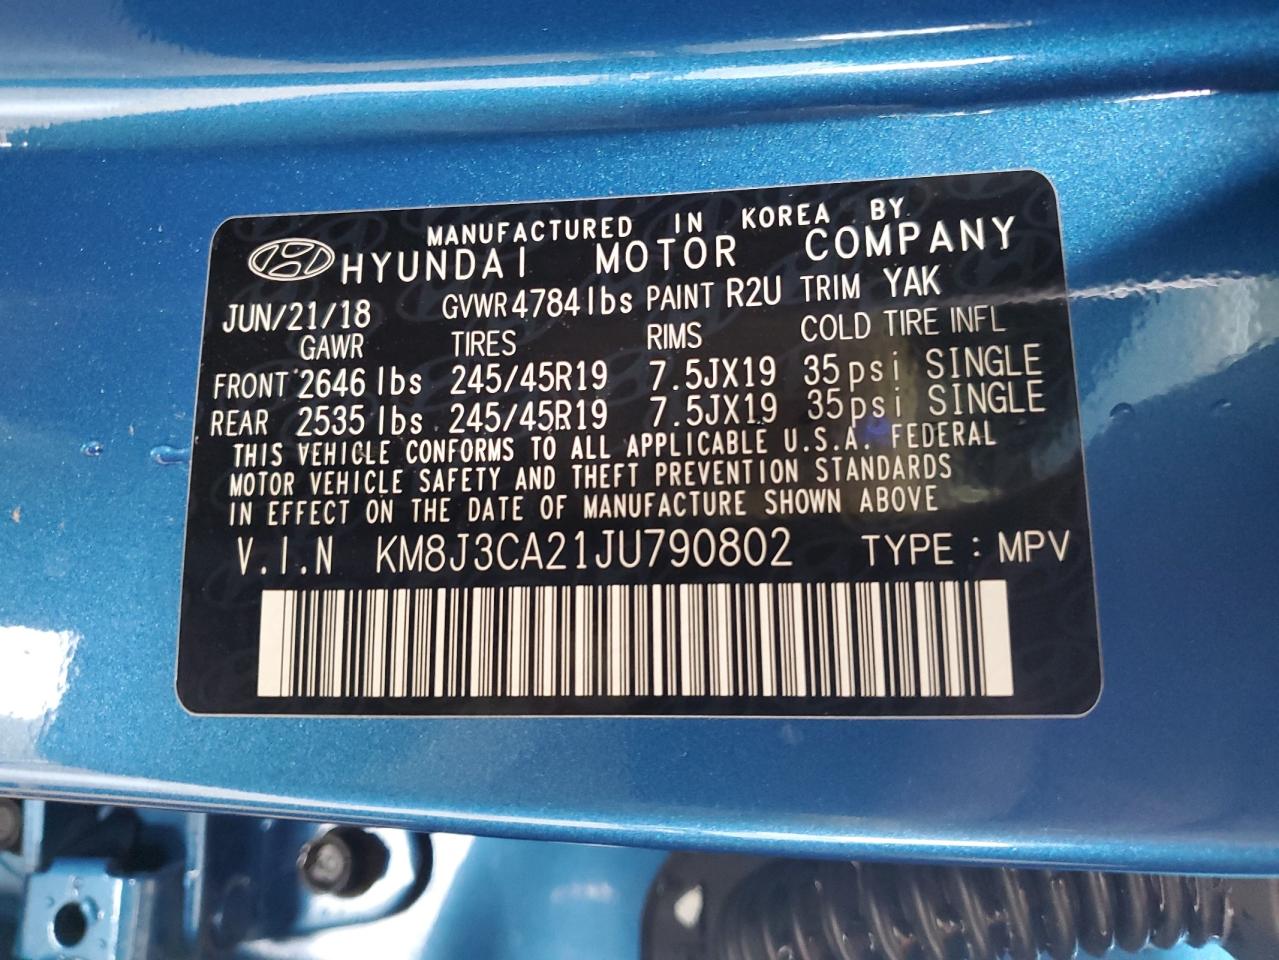 MANUFACTURED IN KOREA BY
HYUNDAI MOTOR COMPANY
JUN/21/18 GVWR 4784 lbs PAINT R2U TRIM YAK
GAWR TIRES RIMS COLD TIRE INFL
FRONT 2646 lbs 245/45R19 7.5JX19 35 psi SINGLE
REAR 2535 lbs 245/45R19 7.5JX19 35 psi SINGLE
THIS VEHICLE CONFORMS TO ALL APPLICABLE U.S.A. FEDERAL
MOTOR VEHICLE SAFETY AND THEFT PREVENTION STANDARDS
IN EFFECT ON THE DATE OF MANUFACTURE SHOWN ABOVE
V.I.N KM8J3CA21JU790802 TYPE : MPV